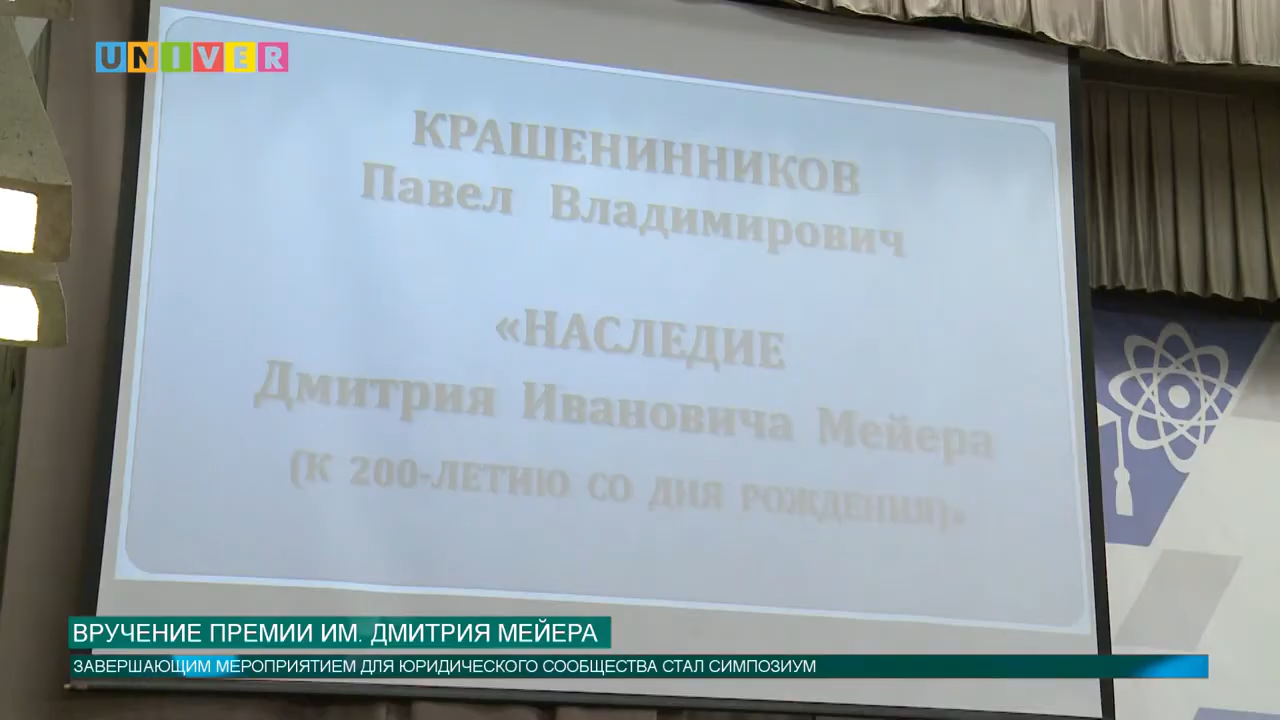 UNIVER
КРАШЕНИННИКОВ
Павел Владимирович
«НАСЛЕДИЕ
Дмитрия Ивановича Мейера
(К 200-ЛЕТИЮ СО ДНЯ РОЖДЕНИЯ)»
ВРУЧЕНИЕ ПРЕМИИ ИМ. ДМИТРИЯ МЕЙЕРА
ЗАВЕРШАЮЩИМ МЕРОПРИЯТИЕМ ДЛЯ ЮРИДИЧЕСКОГО СООБЩЕСТВА СТАЛ СИМПОЗИУМ